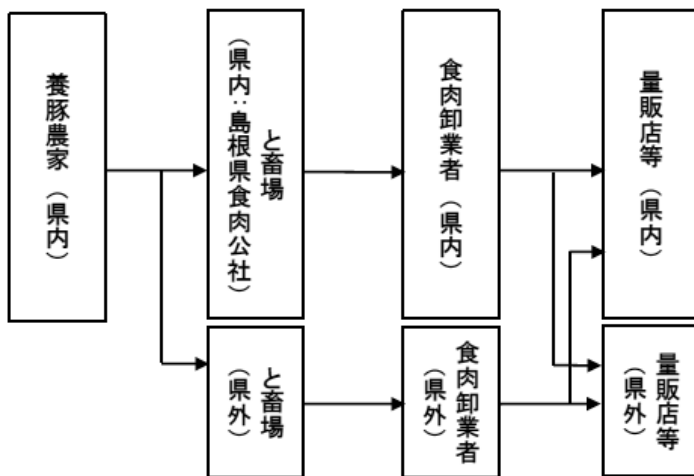 養豚農家（県内）
と畜場
（県内：島根県食肉公社）
食肉卸業者（県内）
量販店等（県内）
と畜場
（県外）
食肉卸業者
（県外）
量販店等
（県外）